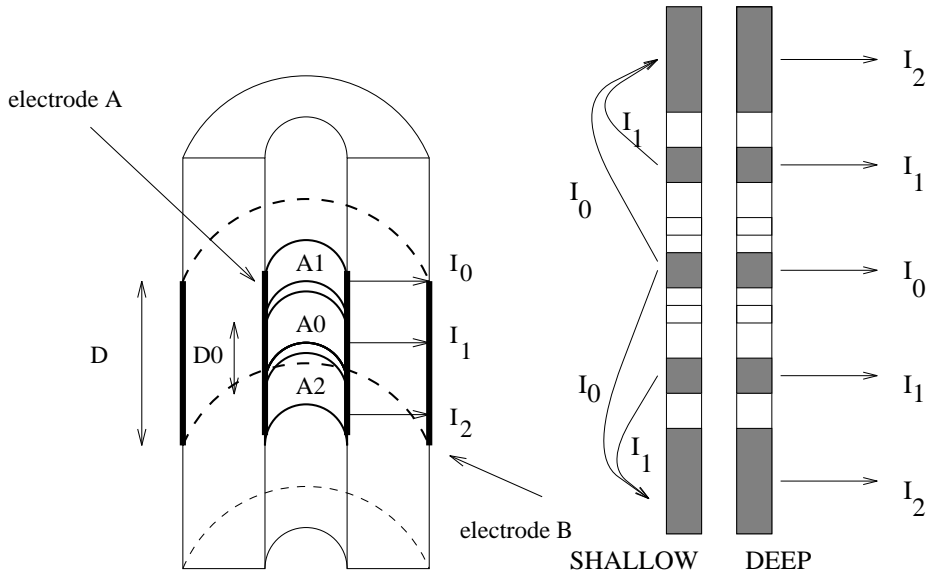 electrode A
A1
A0
A2
D
D0
I0
I1
I2
electrode B
I1
I0
I0
I1
SHALLOW
DEEP
I2
I1
I0
I1
I2